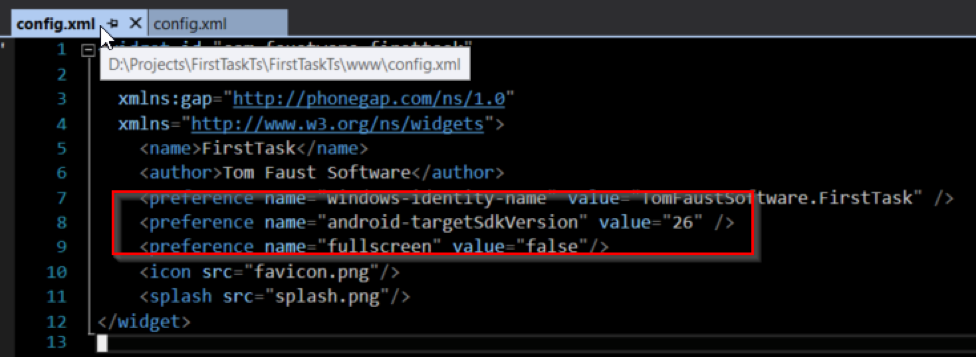 config.xml config.xml
1 widget id="com.faustware.firsttask"
D:\Projects\FirstTaskTs\FirstTaskTs\www\config.xml
2
3 xmlns:gap="http://phonegap.com/ns/1.0"
4 xmlns="http://www.w3.org/ns/widgets">
5 <name>FirstTask</name>
6 <author>Tom Faust Software</author>
7 <preference name="windows-identity-name" value="TomFaustSoftware.FirstTask" />
8 <preference name="android-targetSdkVersion" value="26" />
9 <preference name="fullscreen" value="false"/>
10 <icon src="favicon.png"/>
11 <splash src="splash.png"/>
12 </widget>
13